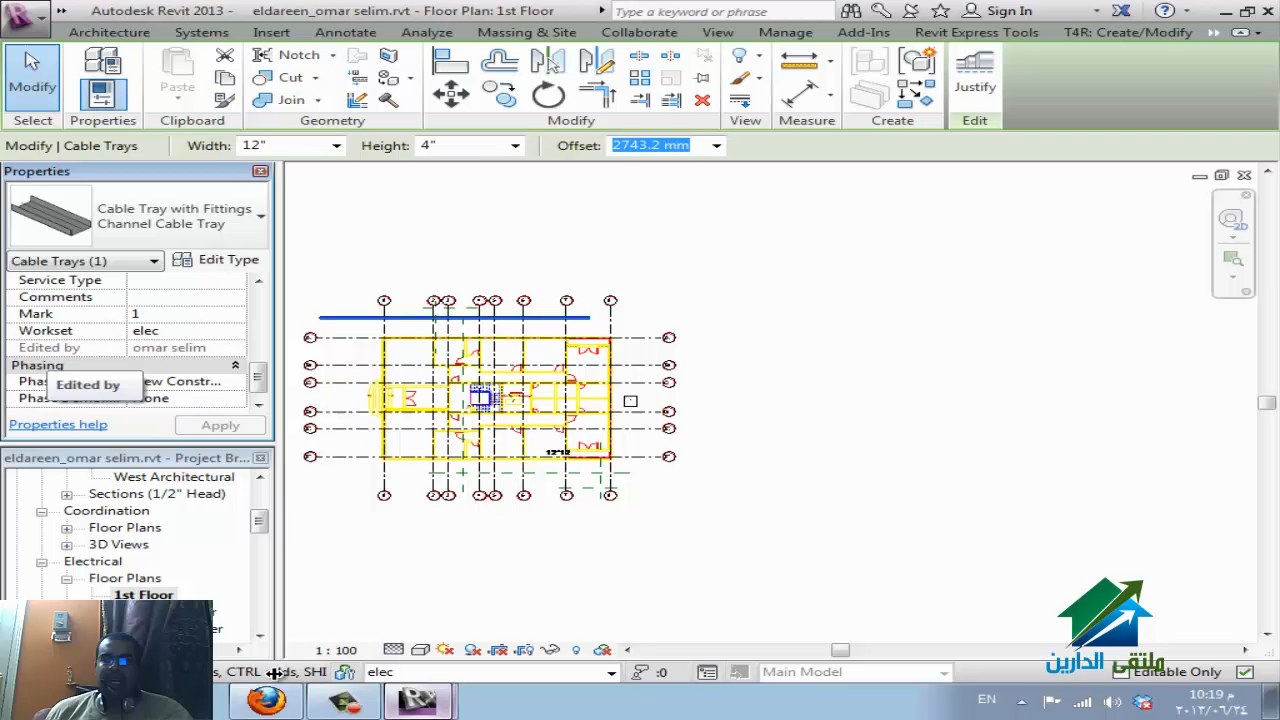 Autodesk Revit 2013 - eldareen_omar selim.rvt - Floor Plan: 1st Floor
Type a keyword or phrase
Sign In
Architecture Systems Insert Annotate Analyze Massing & Site Collaborate View Manage Add-Ins Revit Express Tools T4R: Create/Modify
Modify
Paste
Notch
Cut
Join
Justify
Select Properties Clipboard Geometry Modify View Measure Create Edit
Modify | Cable Trays Width: 12" Height: 4" Offset: 2743.2 mm
Properties
Cable Tray with Fittings
Channel Cable Tray
Cable Trays (1) Edit Type
Service Type
Comments
Mark 1
Workset elec
Edited by omar selim
Phasing
Edited by
Properties help Apply
eldareen_omar selim.rvt - Project Br...
West Architectural
Sections (1/2" Head)
Coordination
Floor Plans
3D Views
Electrical
Floor Plans
1st Floor
12"12
1 : 100
elec :0 Main Model Editable Only
ملتقى الدارين
EN
10:19 م
٢٠١٣/٠٦/٢٤